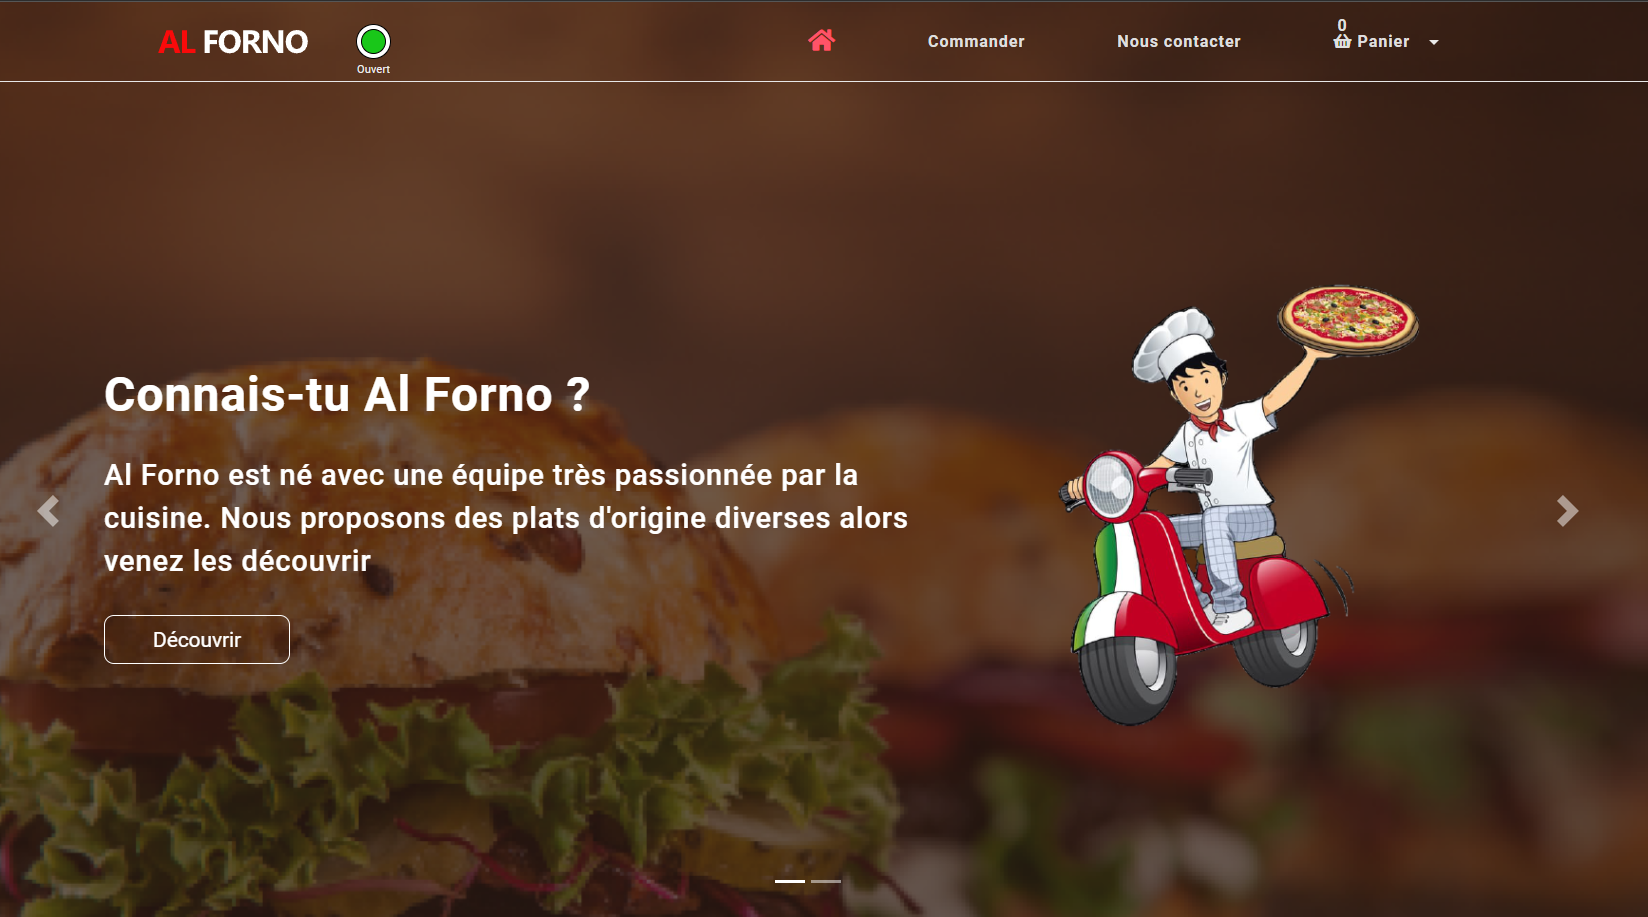 AL FORNO
Ouvert
Commander
Nous contacter
0
Panier
Connais-tu Al Forno ?
Al Forno est né avec une équipe très passionnée par la
cuisine. Nous proposons des plats d'origine diverses alors
venez les découvrir
Découvrir